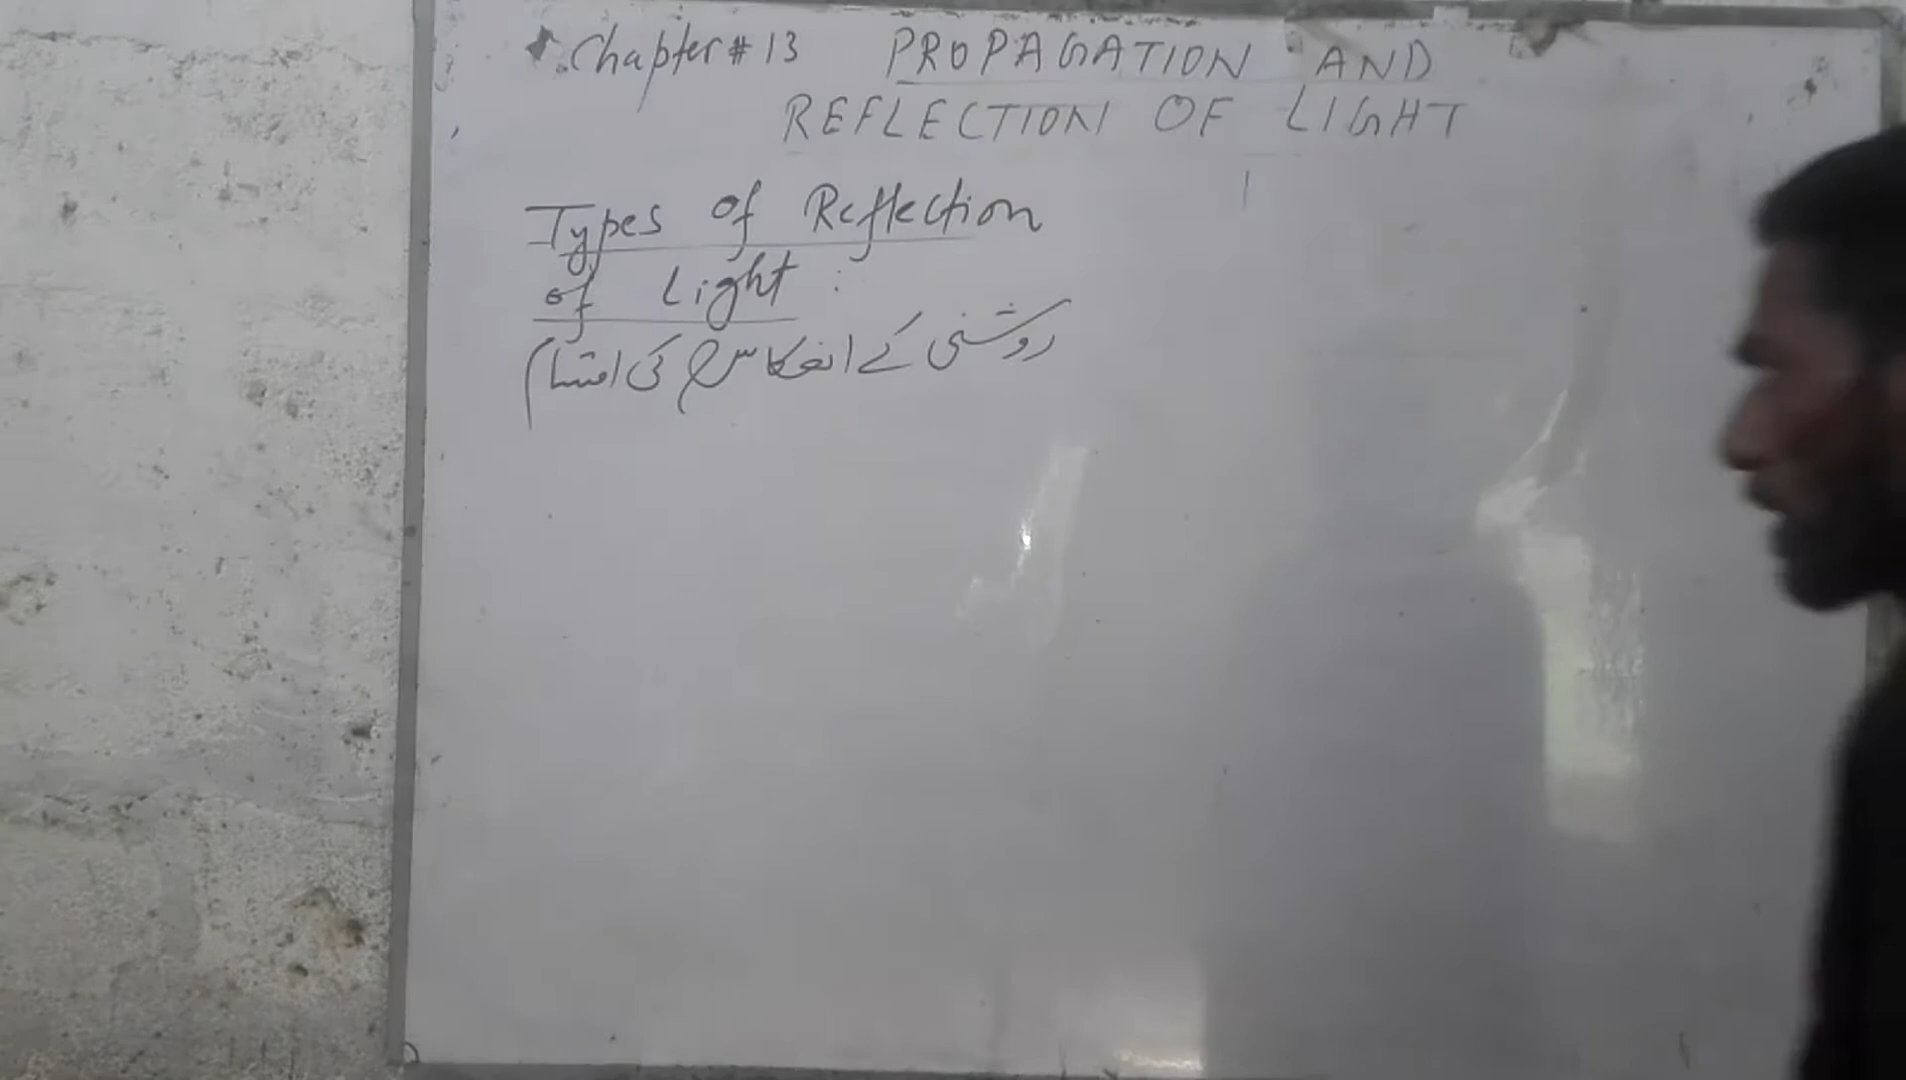 Chapter # 13 PROPAGATION AND
REFLECTION OF LIGHT
Types of Reflection
of Light :
روشنی کے انعکاس کی اقسام